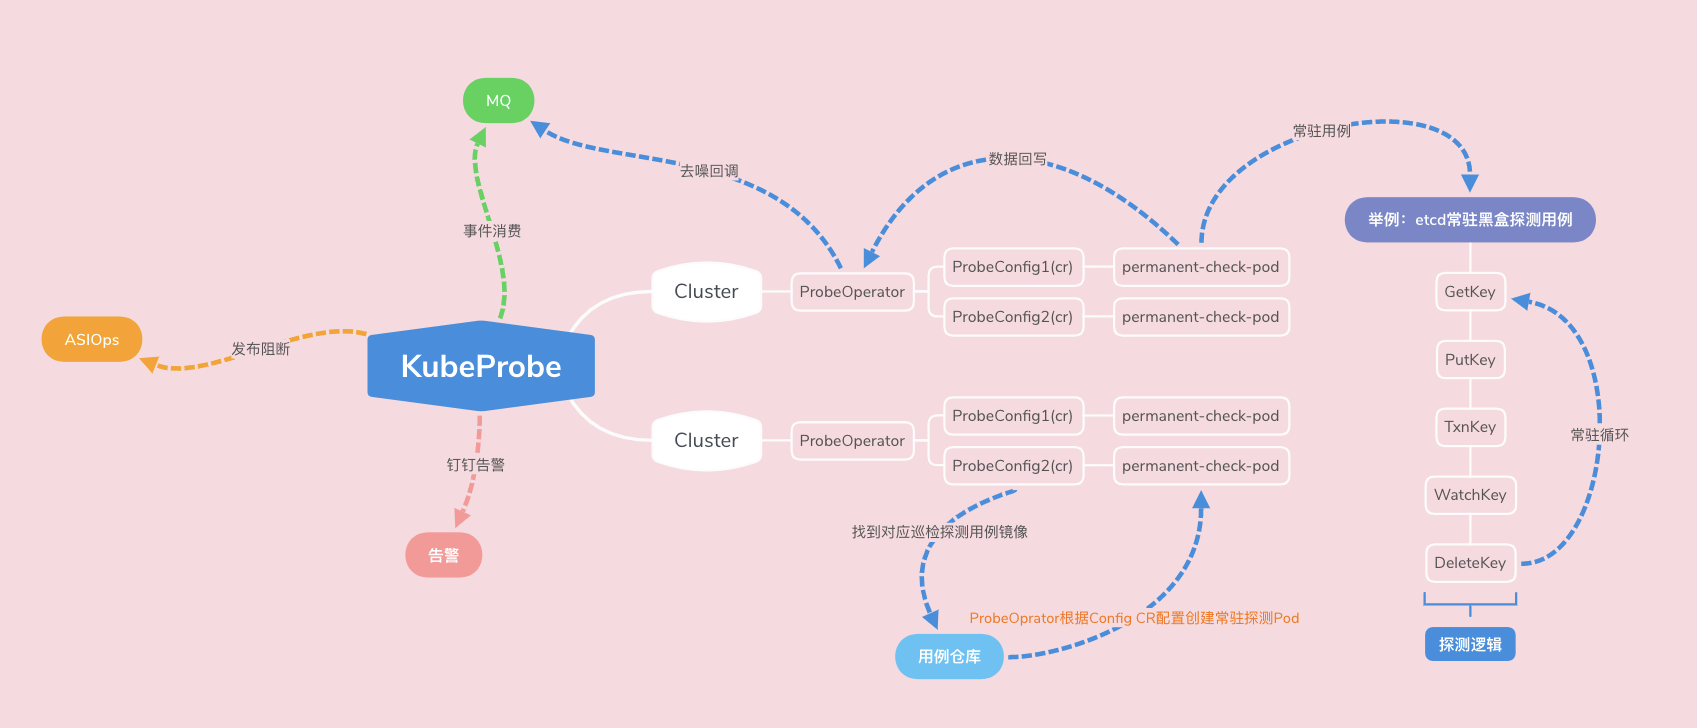 MQ
常驻用例
数据回写
去噪回调
举例：etcd常驻黑盒探测用例
事件消费
ProbeConfig1(cr)
permanent-check-pod
Cluster
ProbeOperator
GetKey
ProbeConfig2(cr)
permanent-check-pod
ASIOps
发布阻断
KubeProbe
PutKey
ProbeConfig1(cr)
permanent-check-pod
Cluster
ProbeOperator
TxnKey
常驻循环
钉钉告警
ProbeConfig2(cr)
permanent-check-pod
WatchKey
找到对应巡检探测用例镜像
告警
DeleteKey
ProbeOprator根据Config CR配置创建常驻探测Pod
用例仓库
探测逻辑